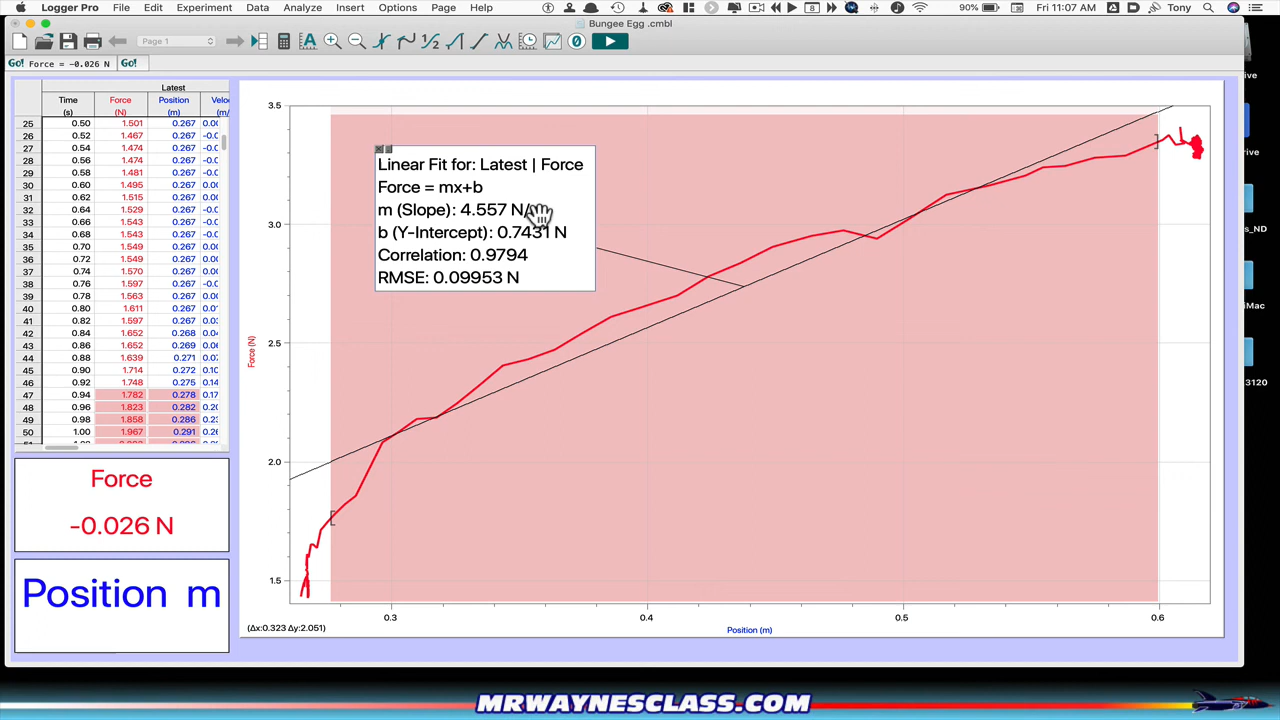 Logger Pro File Edit Experiment Data Analyze Insert Options Page Help 90% Fri 11:07 AM Tony
Bungee Egg .cmbl
Page 1
Go! Force = -0.026 N Go!
Latest
Time Force Position
(s) (N) (m)
25 0.50 1.501 0.267
26 0.52 1.467 0.267
27 0.54 1.474 0.267
28 0.56 1.474 0.267
29 0.58 1.481 0.267
30 0.60 1.495 0.267
31 0.62 1.515 0.267
32 0.64 1.529 0.267
33 0.66 1.543 0.267
34 0.68 1.543 0.267
35 0.70 1.549 0.267
36 0.72 1.549 0.267
37 0.74 1.570 0.267
38 0.76 1.597 0.267
39 0.78 1.563 0.267
40 0.80 1.611 0.267
41 0.82 1.597 0.267
42 0.84 1.652 0.268
43 0.86 1.652 0.269
44 0.88 1.639 0.271
45 0.90 1.714 0.272
46 0.92 1.748 0.275
47 0.94 1.782 0.278
48 0.96 1.823 0.282
49 0.98 1.858 0.286
50 1.00 1.967 0.291
Force
-0.026 N
Position m
3.5
3.0
2.5
2.0
1.5
Force (N)
Linear Fit for: Latest | Force
Force = mx+b
m (Slope): 4.557 N/
b (Y-Intercept): 0.7431 N
Correlation: 0.9794
RMSE: 0.09953 N
0.3 0.4 0.5 0.6
(Δx:0.323 Δy:2.051) Position (m)
ive
rive
s_ND
iMac
3120
MRWAYNESCLASS.COM